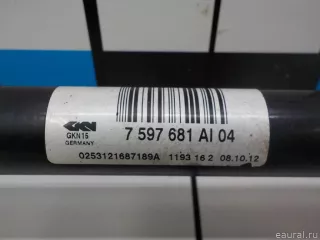 GKN
GKN15
GERMANY
7 597 681 AI 04
0253121687189A 1193 16 2 08.10.12
eaural.ru